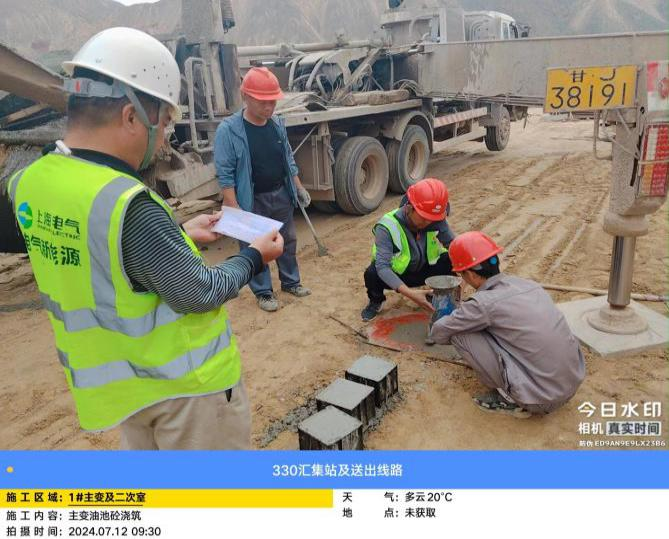 甘J
38191
上海电气
电气新能源
今日水印
相机 真实时间
防伪 ED9AN9E9LX23B6
330汇集站及送出线路
施工区域：1#主变及二次室
施工内容：主变油池砼浇筑
拍摄时间：2024.07.12 09:30
天 气：多云20℃
地 点：未获取